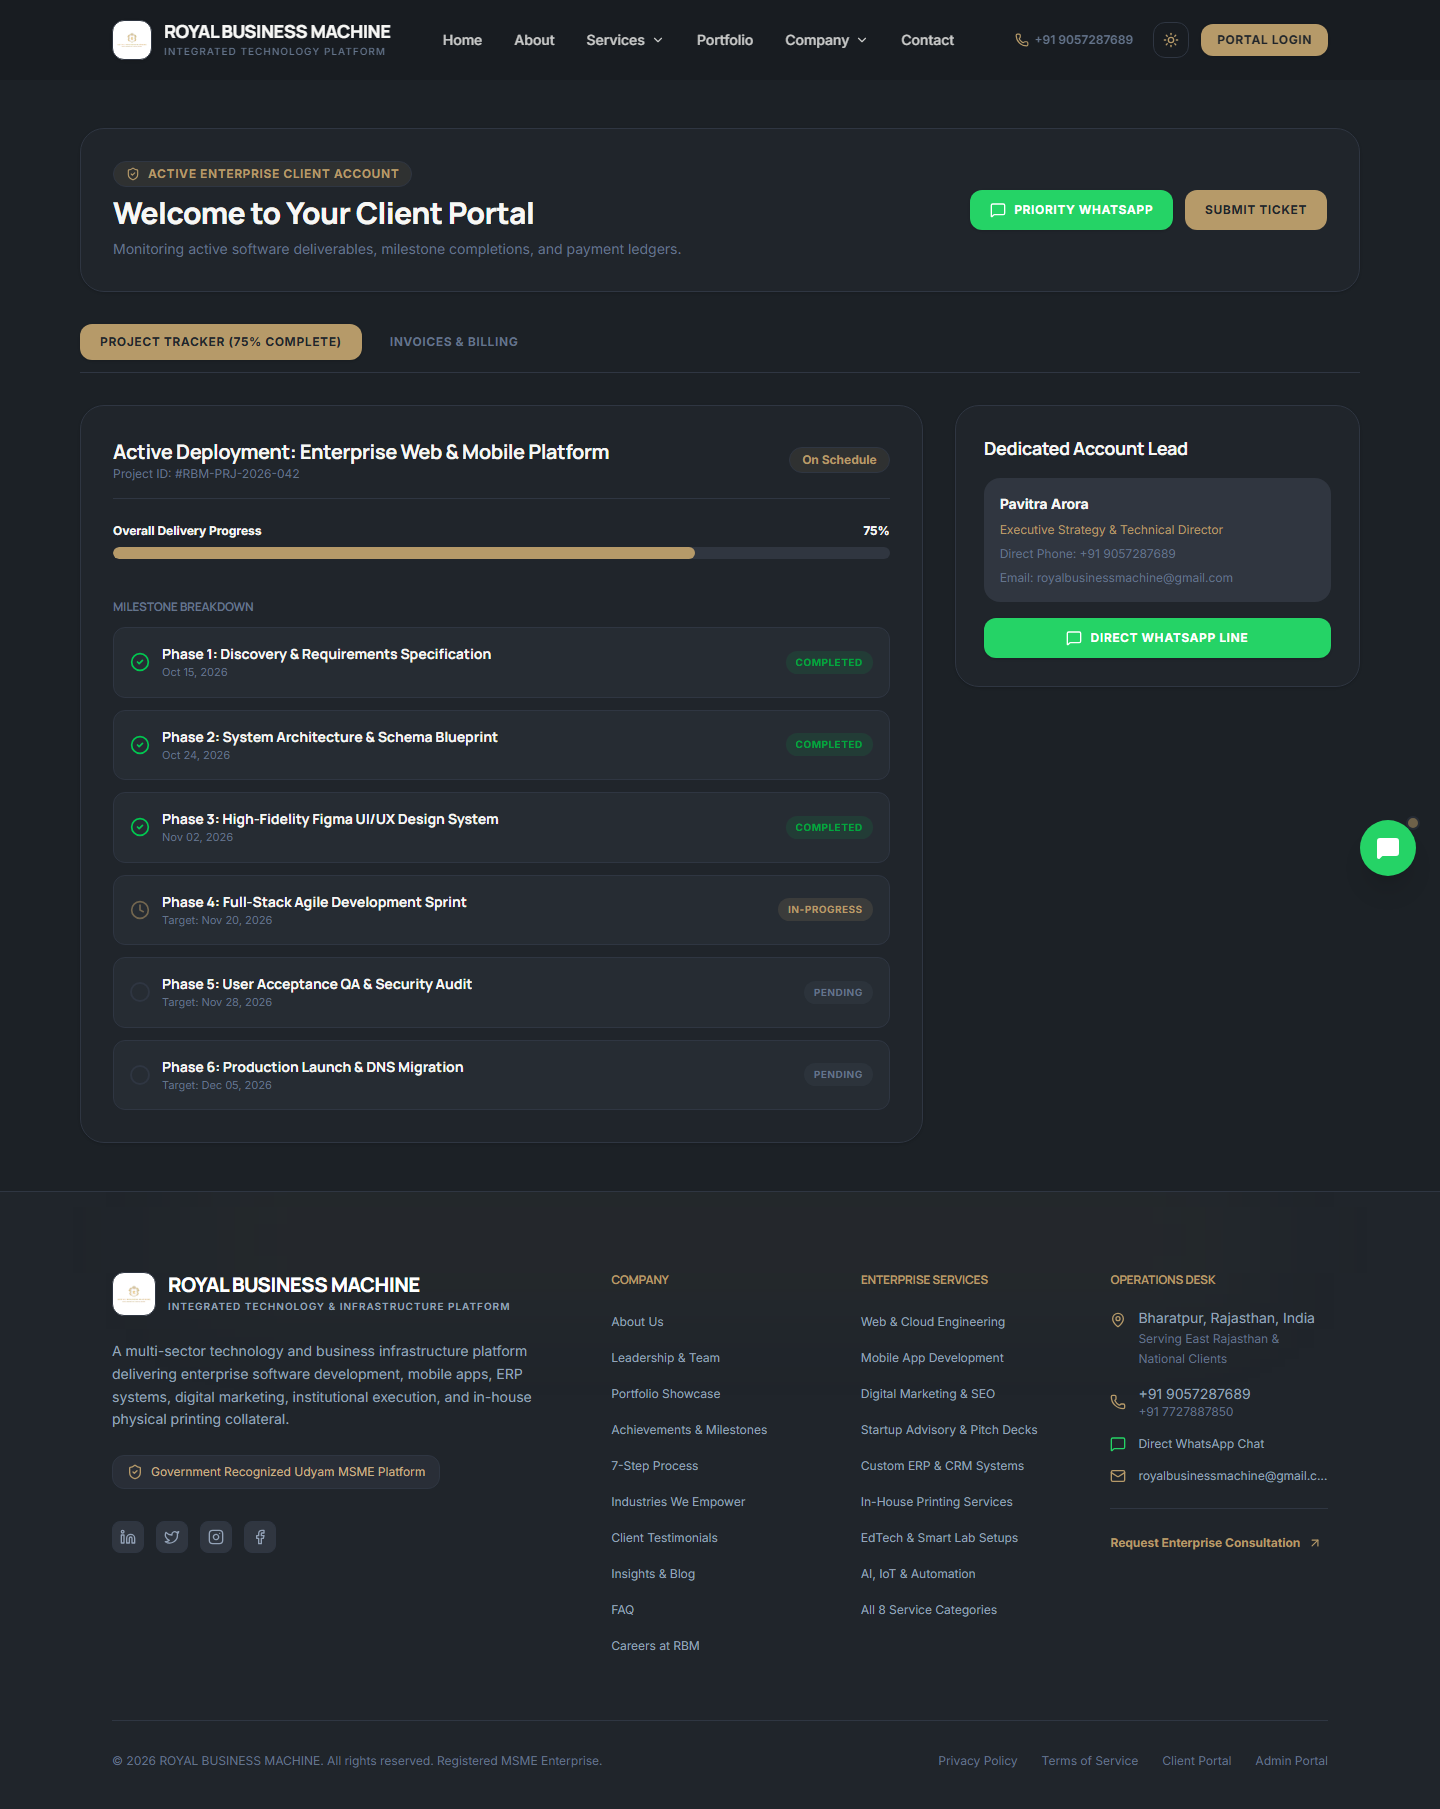 ROYAL BUSINESS MACHINE
INTEGRATED TECHNOLOGY PLATFORM
Home
About
Services
Portfolio
Company
Contact
+91 9057287689
PORTAL LOGIN
ACTIVE ENTERPRISE CLIENT ACCOUNT
Welcome to Your Client Portal
Monitoring active software deliverables, milestone completions, and payment ledgers.
PRIORITY WHATSAPP
SUBMIT TICKET
PROJECT TRACKER (75% COMPLETE)
INVOICES & BILLING
Active Deployment: Enterprise Web & Mobile Platform
Project ID: #RBM-PRJ-2026-042
On Schedule
Overall Delivery Progress
75%
MILESTONE BREAKDOWN
Phase 1: Discovery & Requirements Specification
Oct 15, 2026
COMPLETED
Phase 2: System Architecture & Schema Blueprint
Oct 24, 2026
COMPLETED
Phase 3: High-Fidelity Figma UI/UX Design System
Nov 02, 2026
COMPLETED
Phase 4: Full-Stack Agile Development Sprint
Target: Nov 20, 2026
IN-PROGRESS
Phase 5: User Acceptance QA & Security Audit
Target: Nov 28, 2026
PENDING
Phase 6: Production Launch & DNS Migration
Target: Dec 05, 2026
PENDING
Dedicated Account Lead
Pavitra Arora
Executive Strategy & Technical Director
Direct Phone: +91 9057287689
Email: royalbusinessmachine@gmail.com
DIRECT WHATSAPP LINE
ROYAL BUSINESS MACHINE
INTEGRATED TECHNOLOGY & INFRASTRUCTURE PLATFORM
A multi-sector technology and business infrastructure platform
delivering enterprise software development, mobile apps, ERP
systems, digital marketing, institutional execution, and in-house
physical printing collateral.
Government Recognized Udyam MSME Platform
COMPANY
About Us
Leadership & Team
Portfolio Showcase
Achievements & Milestones
7-Step Process
Industries We Empower
Client Testimonials
Insights & Blog
FAQ
Careers at RBM
ENTERPRISE SERVICES
Web & Cloud Engineering
Mobile App Development
Digital Marketing & SEO
Startup Advisory & Pitch Decks
Custom ERP & CRM Systems
In-House Printing Services
EdTech & Smart Lab Setups
AI, IoT & Automation
All 8 Service Categories
OPERATIONS DESK
Bharatpur, Rajasthan, India
Serving East Rajasthan &
National Clients
+91 9057287689
+91 7727887850
Direct WhatsApp Chat
royalbusinessmachine@gmail.c...
Request Enterprise Consultation
© 2026 ROYAL BUSINESS MACHINE. All rights reserved. Registered MSME Enterprise.
Privacy Policy
Terms of Service
Client Portal
Admin Portal